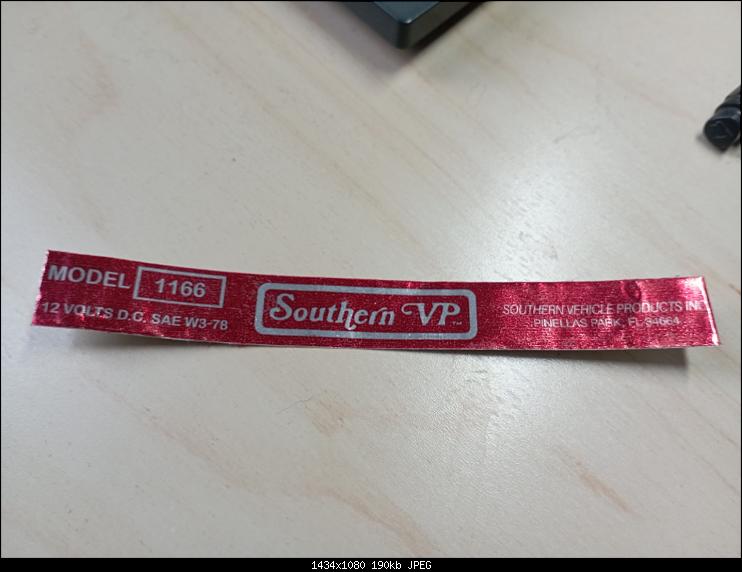 MODEL 1166
12 VOLTS D.C. SAE W3-78
Southern VP™
SOUTHERN VEHICLE PRODUCTS INC
PINELLAS PARK, FL 34664
1434x1080 190kb JPEG